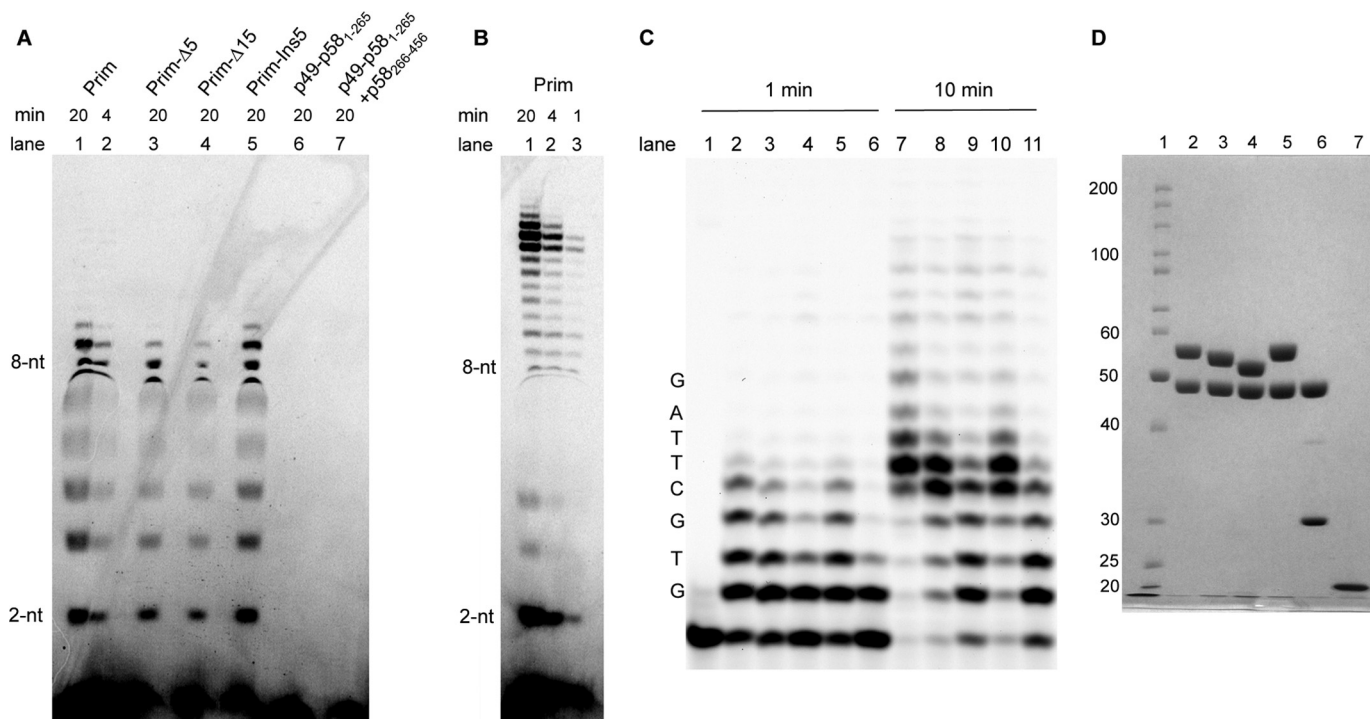 A
Prim
Prim-Δ5
Prim-Δ15
Prim-Ins5
p49-p58₁₋₂₆₅
p49-p58₁₋₂₆₅
+p58₂₆₆₋₄₅₆
min 20 4 20 20 20 20 20
lane 1 2 3 4 5 6 7
8-nt
2-nt
B
Prim
min 20 4 1
lane 1 2 3
8-nt
2-nt
C
1 min 10 min
lane 1 2 3 4 5 6 7 8 9 10 11
G
A
T
T
C
G
T
G
D
1 2 3 4 5 6 7
200
100
60
50
40
30
25
20